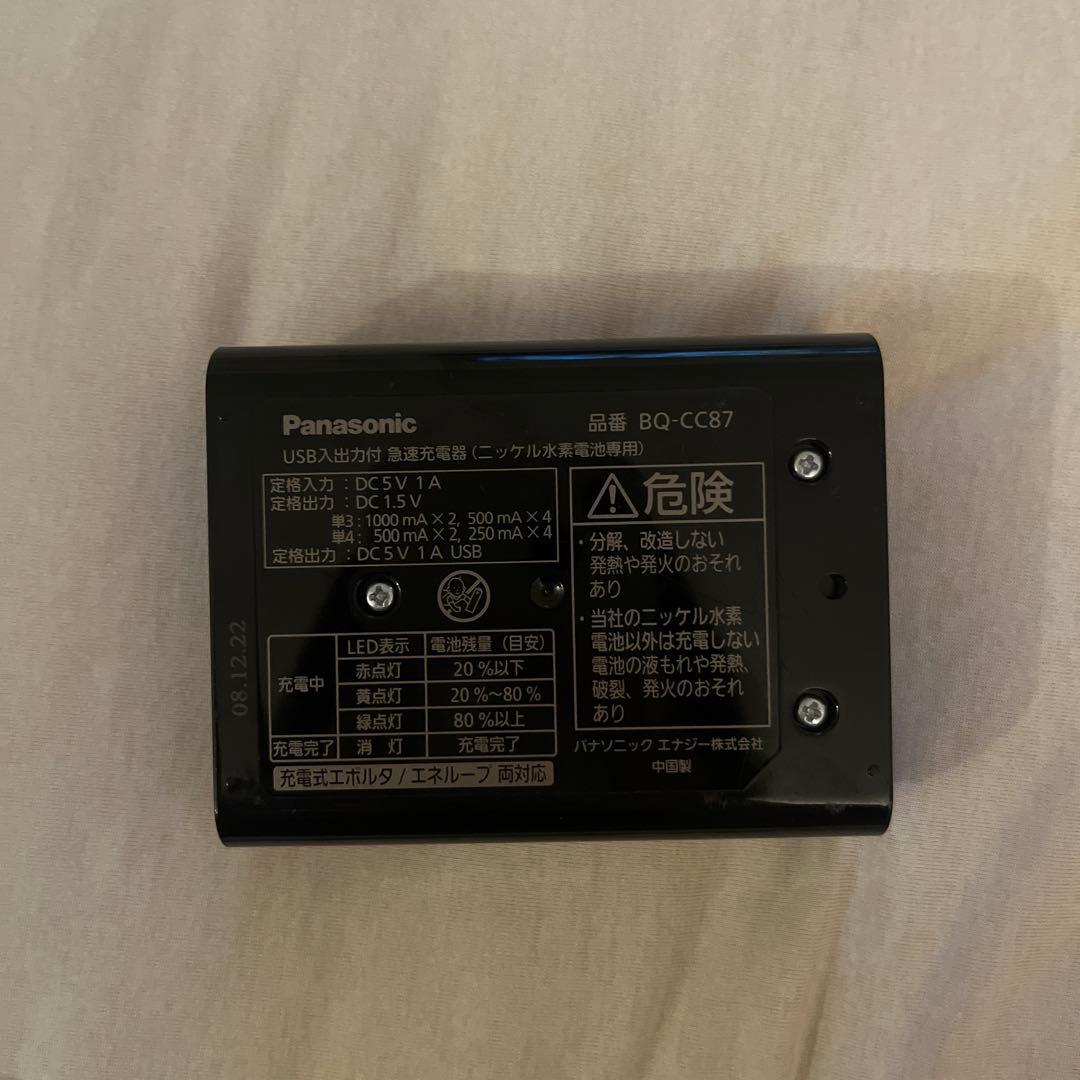 Panasonic
品番 BQ-CC87
USB入出力付 急速充電器（ニッケル水素電池専用）
定格入力：DC 5 V 1 A
定格出力：DC 1.5 V
単3：1000 mA×2, 500 mA×4
単4： 500 mA×2, 250 mA×4
定格出力：DC 5 V 1 A USB
LED表示 電池残量（目安）
充電中
赤点灯 20 %以下
黄点灯 20 %～80 %
緑点灯 80 %以上
充電完了 消 灯 充電完了
充電式エボルタ / エネループ 両対応
危険
・分解、改造しない
発熱や発火のおそれ
あり
・当社のニッケル水素
電池以外は充電しない
電池の液もれや発熱、
破裂、発火のおそれ
あり
パナソニック エナジー株式会社
中国製
08.12.22